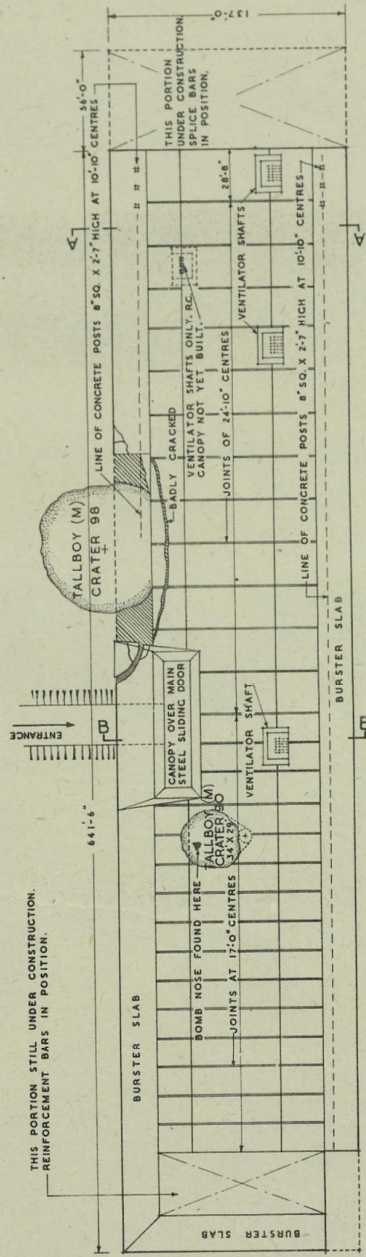 THIS PORTION STILL UNDER CONSTRUCTION.
REINFORCEMENT BARS IN POSITION.
641'-6"
ENTRANCE
B
TALLBOY (M)
CRATER 98
LINE OF CONCRETE POSTS 8" SQ. X 2'-7" HIGH AT 10'-10" CENTRES
56'-0"
137'-0"
A
THIS PORTION
UNDER CONSTRUCTION.
SPLICE BARS
IN POSITION.
BURSTER SLAB
CANOPY OVER MAIN
STEEL SLIDING DOOR
BADLY CRACKED
VENTILATOR SHAFTS ONLY. R.C.
CANOPY NOT YET BUILT.
BOMB NOSE FOUND HERE
TALLBOY (M)
CRATER 90
34' X 29'
JOINTS OF 24'-10" CENTRES
28'-8"
JOINTS AT 17'-0" CENTRES
VENTILATOR SHAFT
VENTILATOR SHAFTS
BURSTER SLAB
LINE OF CONCRETE POSTS 8" SQ. X 2'-7" HIGH AT 10'-10" CENTRES
BURSTER SLAB
B
A